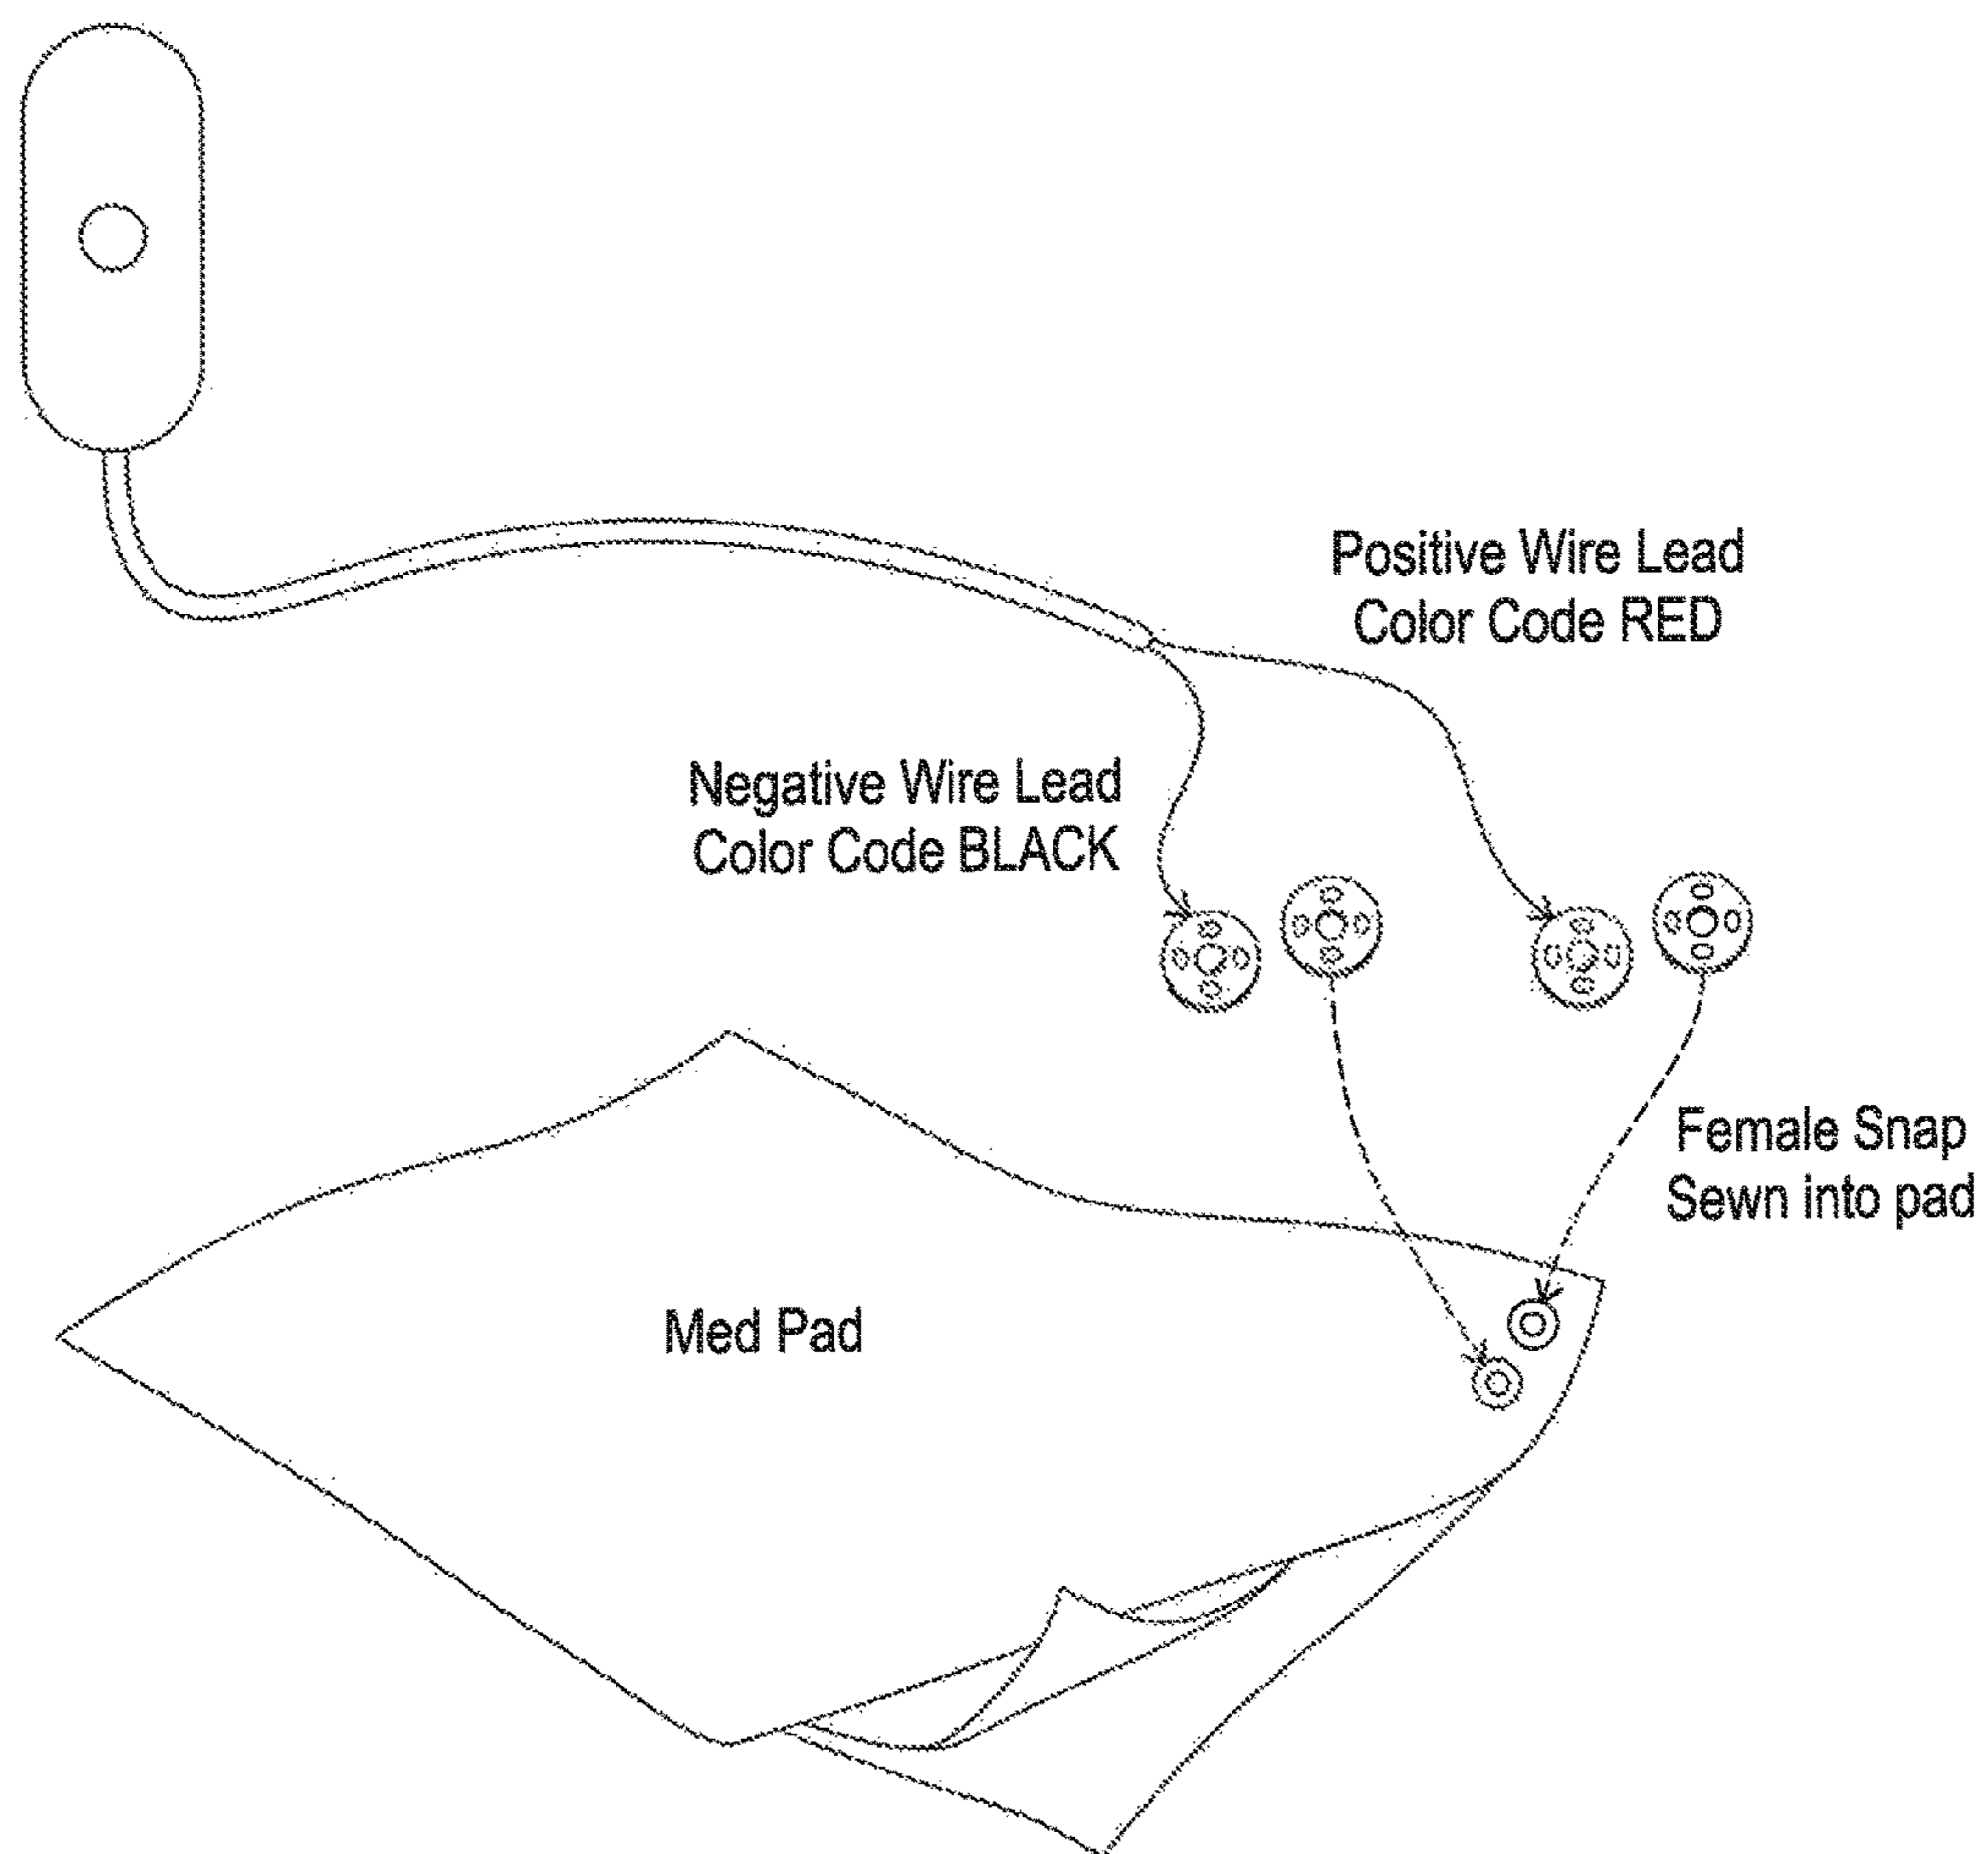 Positive Wire Lead
Color Code RED
Negative Wire Lead
Color Code BLACK
Female Snap
Sewn into pad
Med Pad